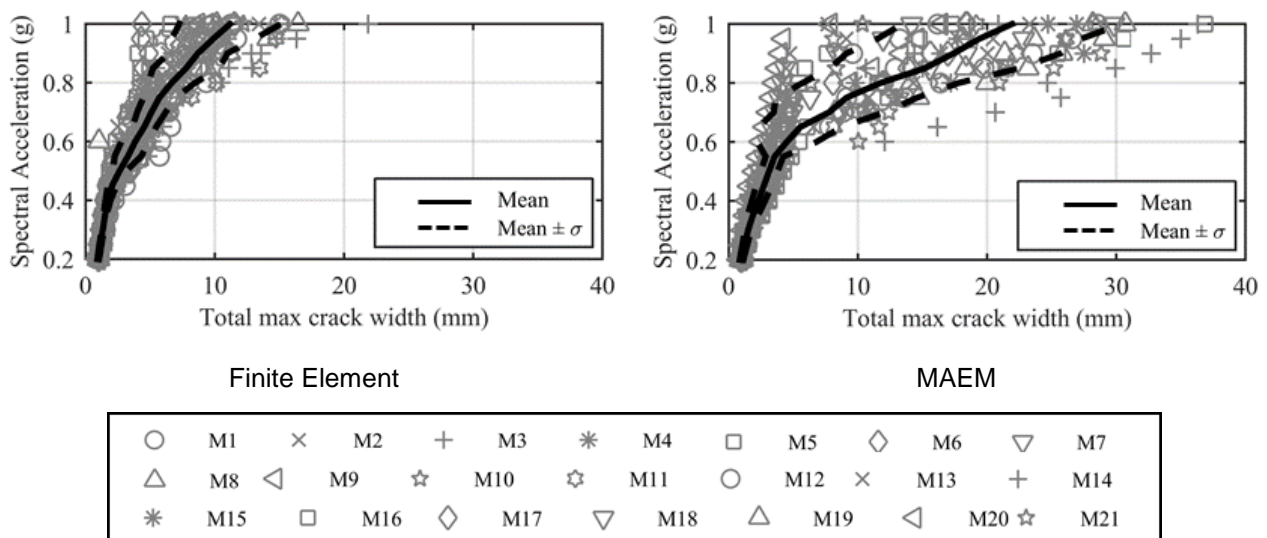 Spectral Acceleration (g)
1
0.8
0.6
0.4
0.2
0
10
20
30
40
Mean
Mean ± σ
Total max crack width (mm)
Finite Element
Spectral Acceleration (g)
1
0.8
0.6
0.4
0.2
0
10
20
30
40
Mean
Mean ± σ
Total max crack width (mm)
MAEM
M1 M2 M3 M4 M5 M6 M7
M8 M9 M10 M11 M12 M13 M14
M15 M16 M17 M18 M19 M20 M21